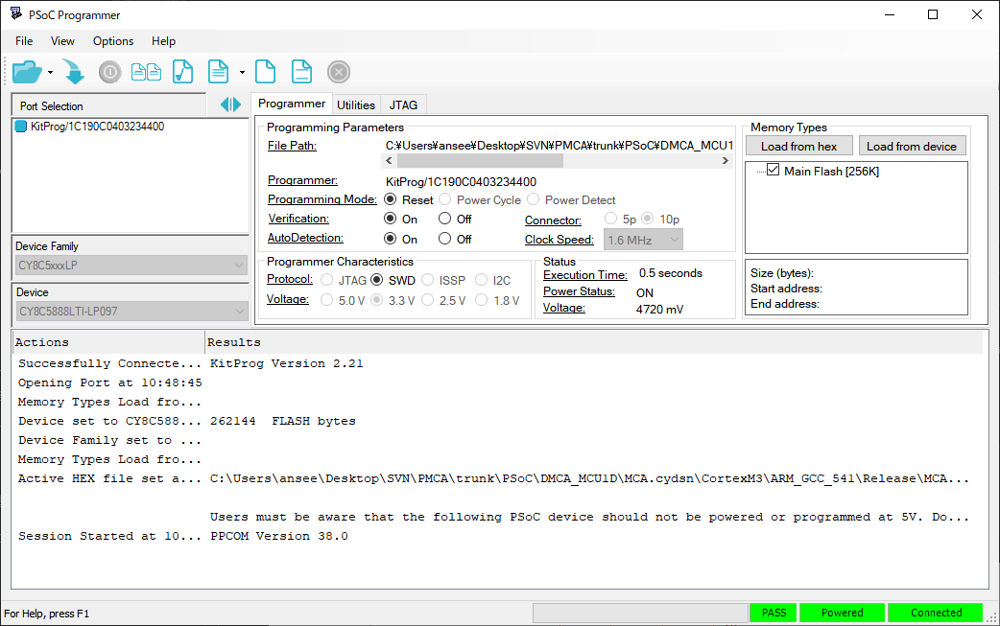 PSoC Programmer
File View Options Help
Port Selection
KitProg/1C190C0403234400
Device Family
CY8C5xxxLP
Device
CY8C5888LTI-LP097
Programmer Utilities JTAG
Programming Parameters
File Path: C:¥Users¥ansee¥Desktop¥SVN¥PMCA¥trunk¥PSoC¥DMCA_MCU1
Programmer: KitProg/1C190C0403234400
Programming Mode: Reset Power Cycle Power Detect
Verification: On Off Connector: 5p 10p
AutoDetection: On Off Clock Speed: 1.6 MHz
Programmer Characteristics
Protocol: JTAG SWD ISSP I2C
Voltage: 5.0 V 3.3 V 2.5 V 1.8 V
Status
Execution Time: 0.5 seconds
Power Status: ON
Voltage: 4720 mV
Memory Types
Load from hex Load from device
Main Flash [256K]
Size (bytes):
Start address:
End address:
Actions Results
Successfully Connecte... KitProg Version 2.21
Opening Port at 10:48:45
Memory Types Load fro...
Device set to CY8C588... 262144 FLASH bytes
Device Family set to ...
Memory Types Load fro...
Active HEX file set a... C:\Users\ansee\Desktop\SVN\PMCA\trunk\PSoC\DMCA_MCU1D\MCA.cydsn\CortexM3\ARM_GCC_541\Release\MCA...
Users must be aware that the following PSoC device should not be powered or programmed at 5V. Do...
Session Started at 10... PPCOM Version 38.0
For Help, press F1
PASS Powered Connected